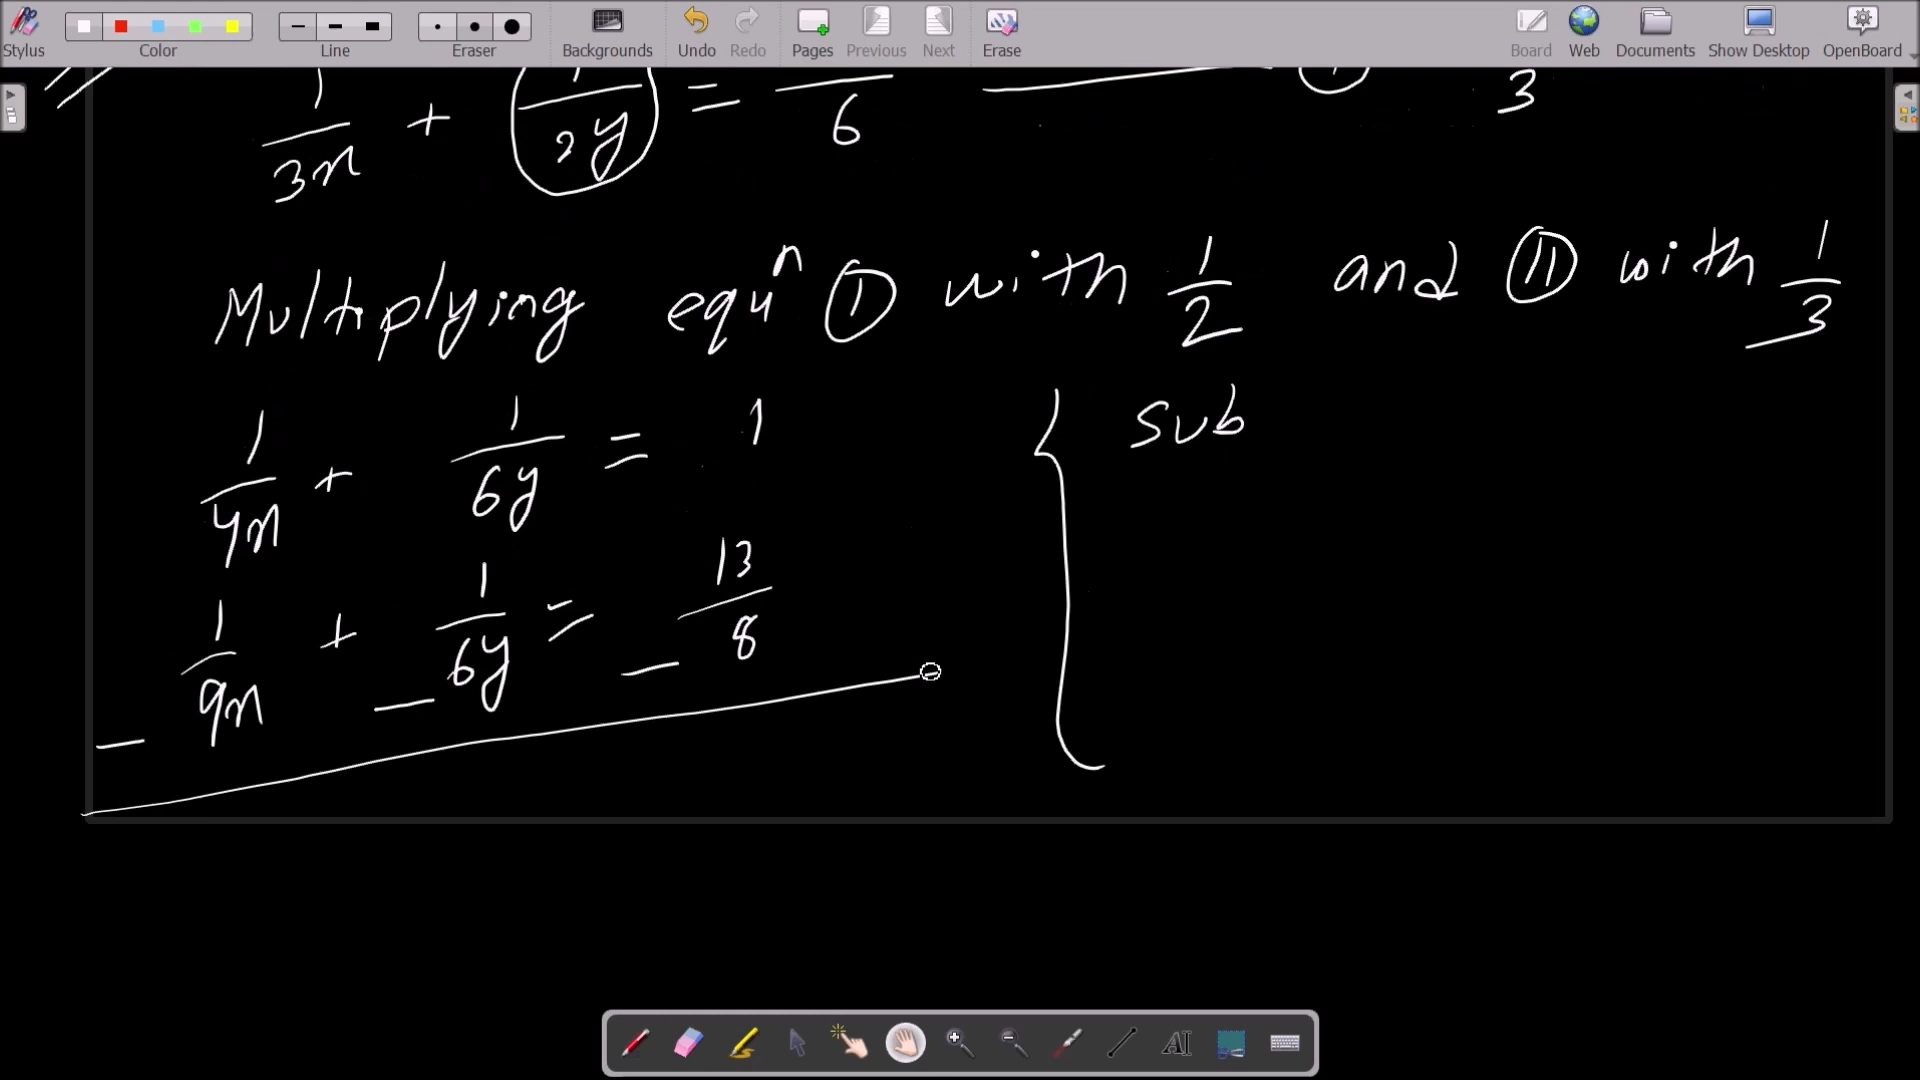 Stylus Color Line Eraser Backgrounds Undo Redo Pages Previous Next Erase Board Web Documents Show Desktop OpenBoard
1/3x + 1/2y = /6 3
Multiplying equⁿ Ⓘ with 1/2 and Ⓘⓘ with 1/3
1/4x + 1/6y = 1 { Sub
1/9x + 1/6y = 13/8
− − −
AI